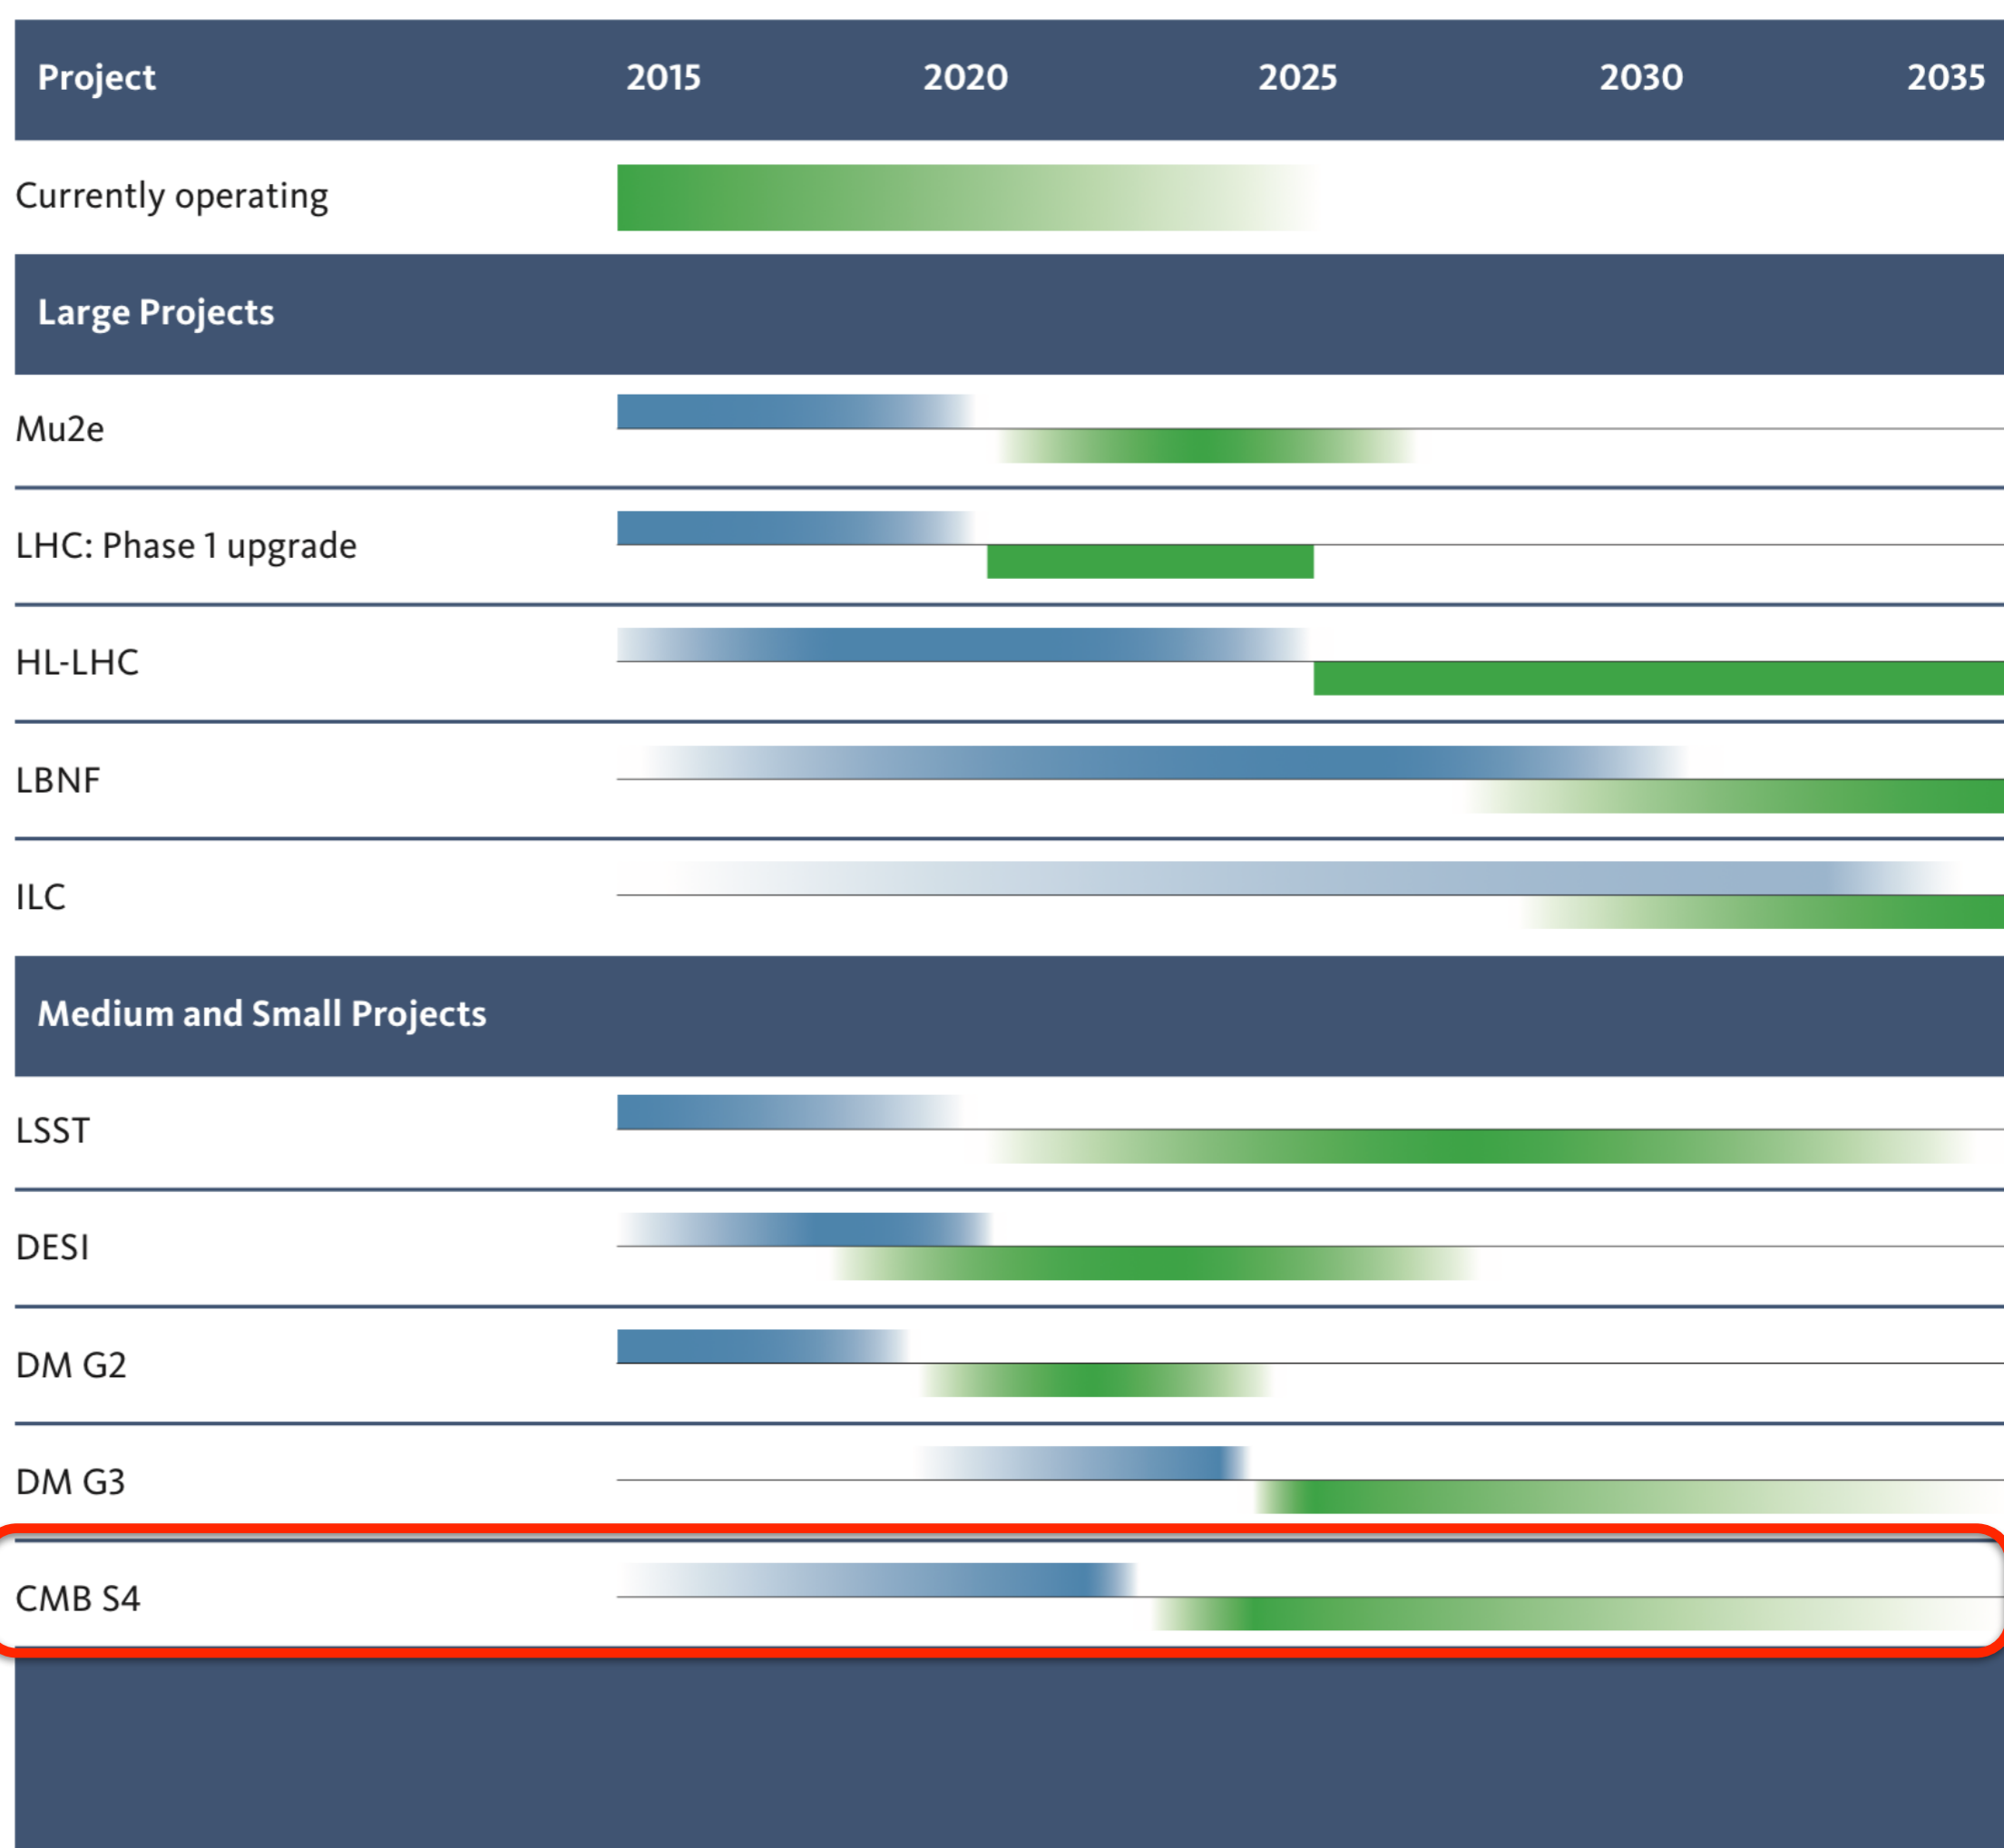 Project 2015 2020 2025 2030 2035
Currently operating
Large Projects
Mu2e
LHC: Phase 1 upgrade
HL-LHC
LBNF
ILC
Medium and Small Projects
LSST
DESI
DM G2
DM G3
CMB S4